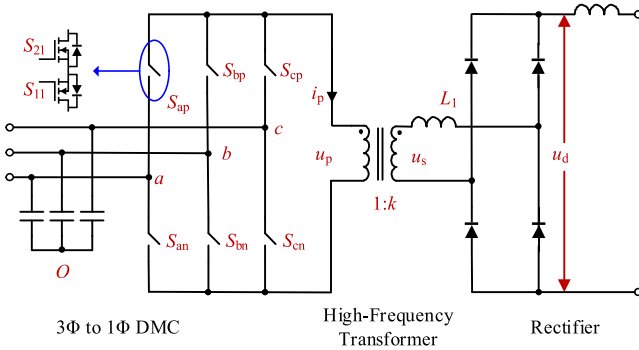 S21
S11
Sap
Sbp
Scp
ip
L1
c
b
a
up
us
ud
1:k
San
Sbn
Scn
O
3Φ to 1Φ DMC
High-Frequency
Transformer
Rectifier